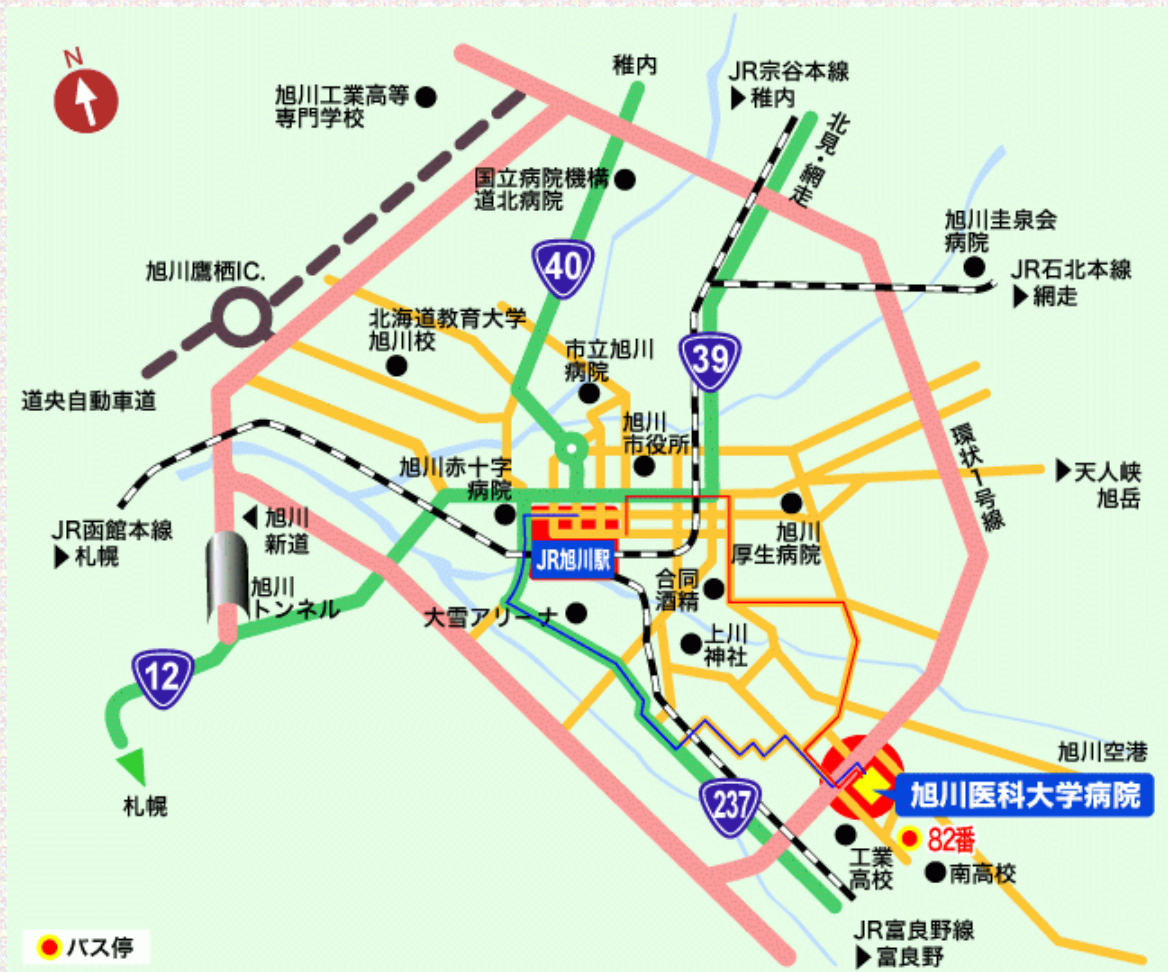 N
稚内
JR宗谷本線
▶稚内
旭川工業高等
専門学校
北見・網走
国立病院機構
道北病院
旭川圭泉会
病院
旭川鷹栖IC.
40
JR石北本線
▶網走
北海道教育大学
旭川校
市立旭川
病院
39
道央自動車道
旭川
市役所
環状1号線
旭川赤十字
病院
▶天人峡
旭岳
JR函館本線
▶札幌
◀旭川
新道
旭川
厚生病院
JR旭川駅
旭川
トンネル
合同
酒精
大雪アリーナ
上川
神社
12
旭川空港
札幌
237
旭川医科大学病院
82番
工業
高校
南高校
バス停
JR富良野線
▶富良野